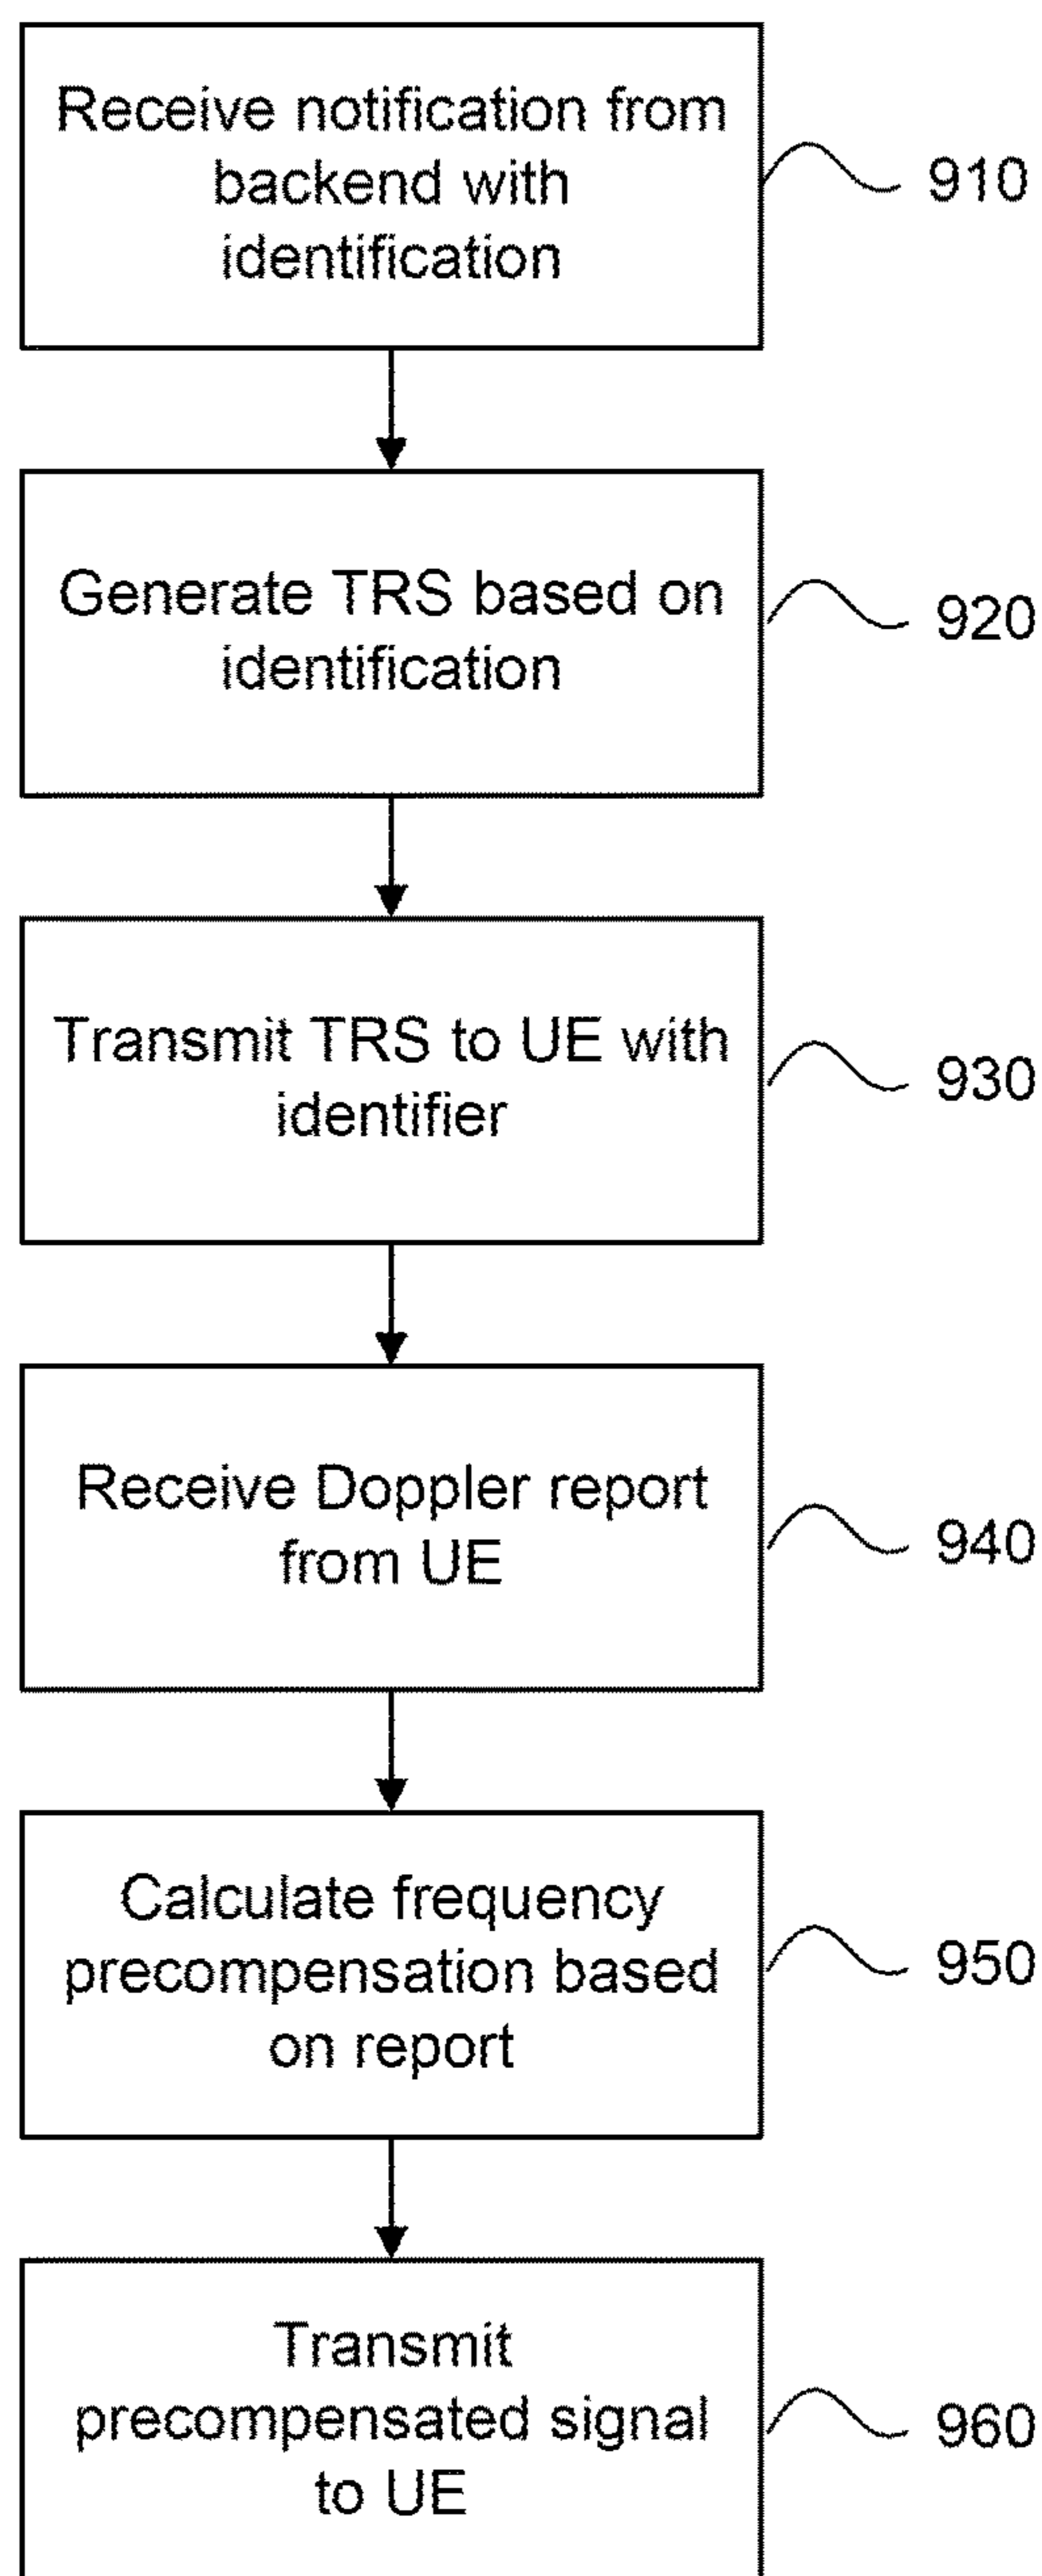 Receive notification from
backend with
identification
910
Generate TRS based on
identification
920
Transmit TRS to UE with
identifier
930
Receive Doppler report
from UE
940
Calculate frequency
precompensation based
on report
950
Transmit
precompensated signal
to UE
960